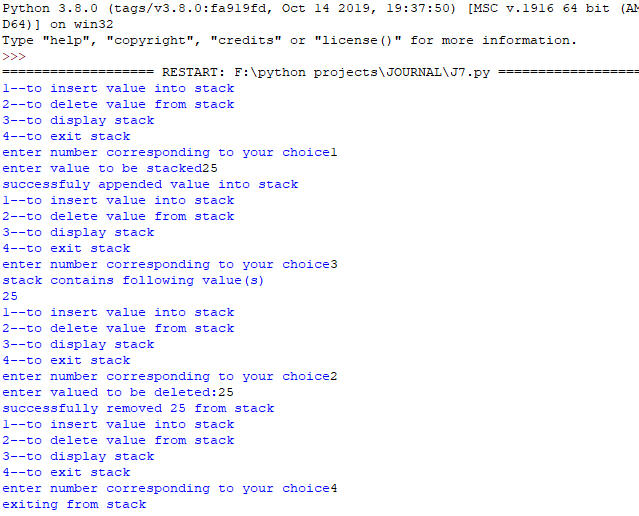 Python 3.8.0 (tags/v3.8.0:fa919fd, Oct 14 2019, 19:37:50) [MSC v.1916 64 bit (AM
D64)] on win32
Type "help", "copyright", "credits" or "license()" for more information.
>>>
=================== RESTART: F:\python projects\JOURNAL\J7.py ==================
1--to insert value into stack
2--to delete value from stack
3--to display stack
4--to exit stack
enter number corresponding to your choice1
enter value to be stacked25
successfuly appended value into stack
1--to insert value into stack
2--to delete value from stack
3--to display stack
4--to exit stack
enter number corresponding to your choice3
stack contains following value(s)
25
1--to insert value into stack
2--to delete value from stack
3--to display stack
4--to exit stack
enter number corresponding to your choice2
enter valued to be deleted:25
successfully removed 25 from stack
1--to insert value into stack
2--to delete value from stack
3--to display stack
4--to exit stack
enter number corresponding to your choice4
exiting from stack